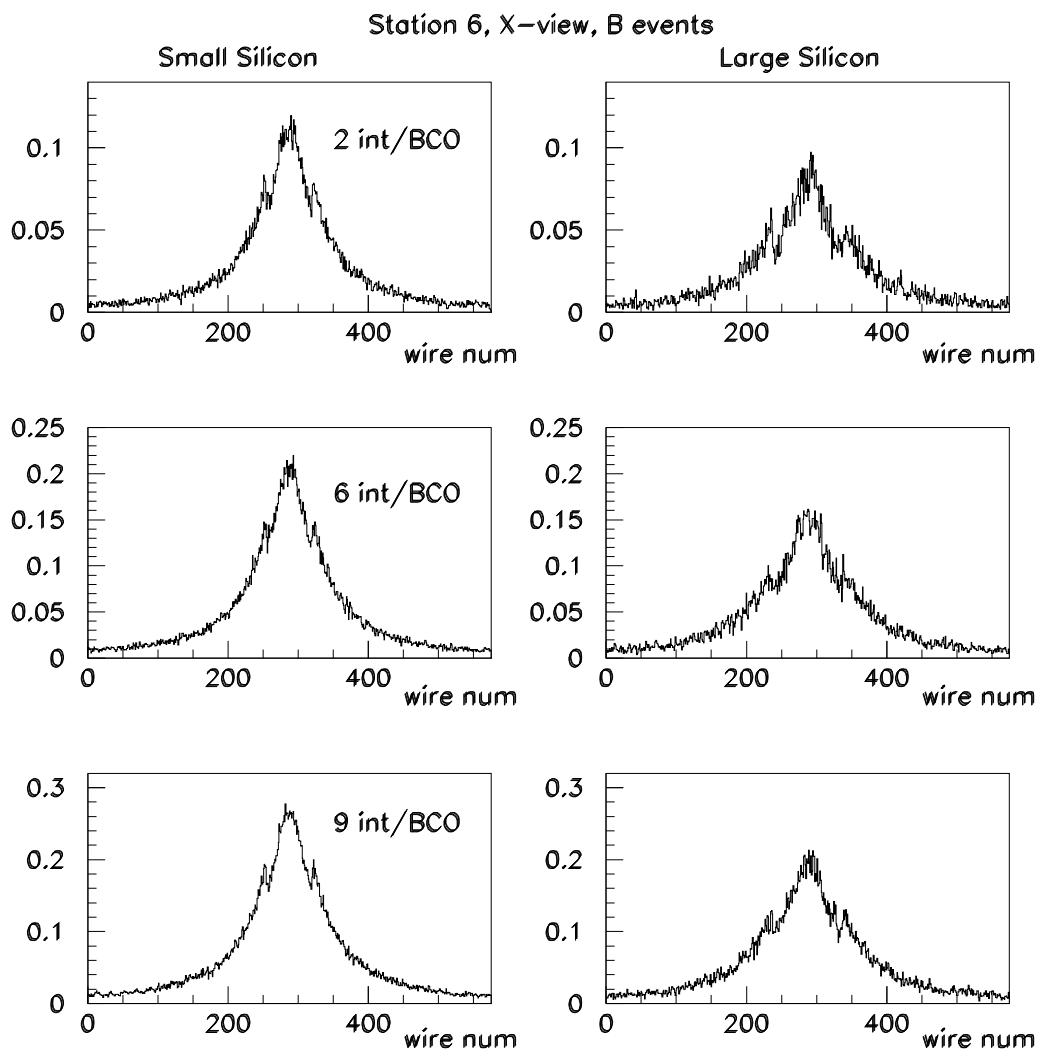 Station 6, X-view, B events
Small Silicon
Large Silicon
2 int/BCO
0.1
0.05
0
0 200 400
wire num
0.1
0.05
0
0 200 400
wire num
6 int/BCO
0.25
0.2
0.15
0.1
0.05
0
0 200 400
wire num
0.25
0.2
0.15
0.1
0.05
0
0 200 400
wire num
9 int/BCO
0.3
0.2
0.1
0
0 200 400
wire num
0.3
0.2
0.1
0
0 200 400
wire num